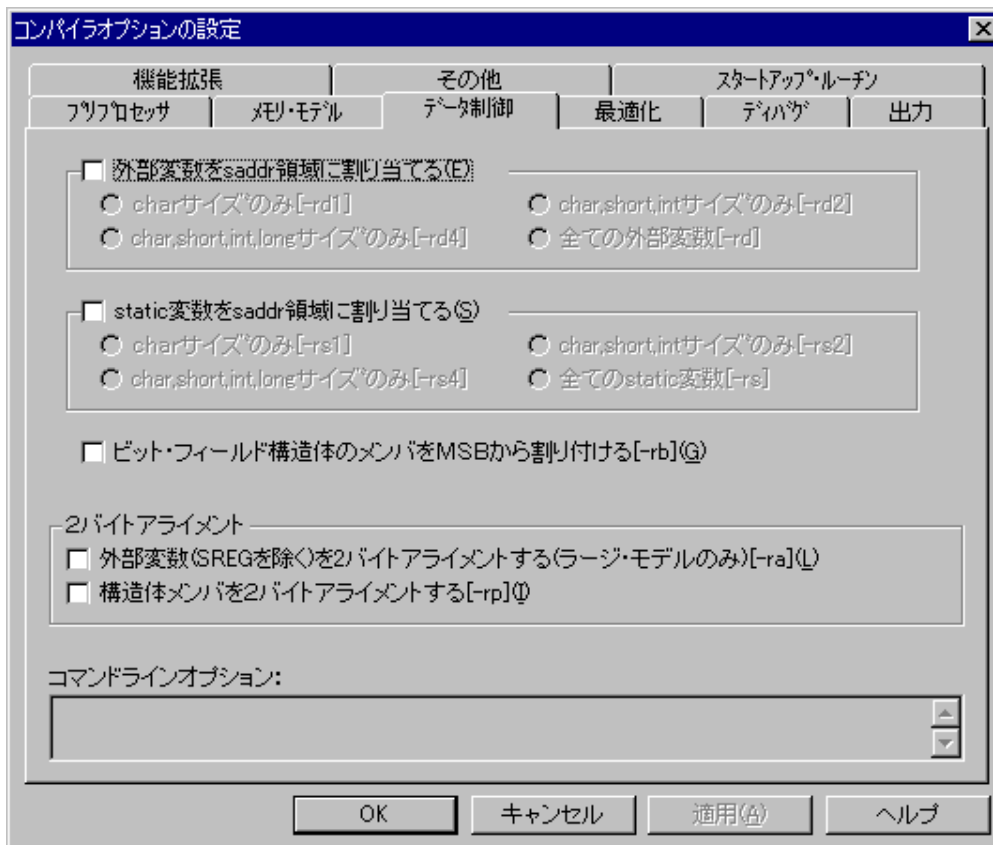 コンパイラオプションの設定
機能拡張 その他 ｽﾀｰﾄｱｯﾌﾟ･ﾙｰﾁﾝ
ﾌﾟﾘﾌﾟﾛｾｯｻ ﾒﾓﾘ･ﾓﾃﾞﾙ ﾃﾞｰﾀ制御 最適化 ﾃﾞｨﾊﾞｸﾞ 出力
外部変数をsaddr領域に割り当てる(E)
charｻｲｽﾞのみ[-rd1] char,short,intｻｲｽﾞのみ[-rd2]
char,short,int,longｻｲｽﾞのみ[-rd4] 全ての外部変数[-rd]
static変数をsaddr領域に割り当てる(S)
charｻｲｽﾞのみ[-rs1] char,short,intｻｲｽﾞのみ[-rs2]
char,short,int,longｻｲｽﾞのみ[-rs4] 全てのstatic変数[-rs]
ビット・フィールド構造体のメンバをMSBから割り付ける[-rb](G)
2バイトアライメント
外部変数(SREGを除く)を2バイトアライメントする(ラージ・モデルのみ)[-ra](L)
構造体メンバを2バイトアライメントする[-rp](I)
コマンドラインオプション:
OK キャンセル 適用(A) ヘルプ